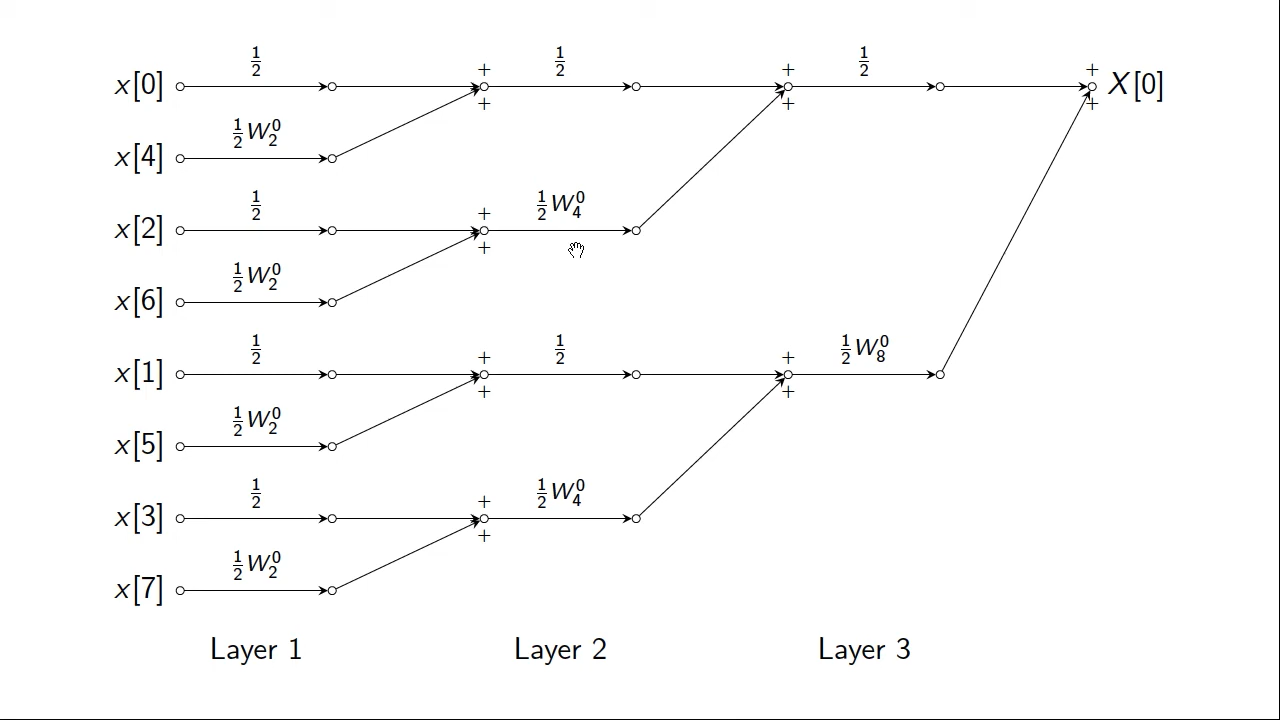 x[0] 1/2 + + 1/2 + + 1/2 + + X[0]
x[4] 1/2 W_2^0
x[2] 1/2 + + 1/2 W_4^0
x[6] 1/2 W_2^0
x[1] 1/2 + + 1/2 + + 1/2 W_8^0
x[5] 1/2 W_2^0
x[3] 1/2 + + 1/2 W_4^0
x[7] 1/2 W_2^0
Layer 1 Layer 2 Layer 3